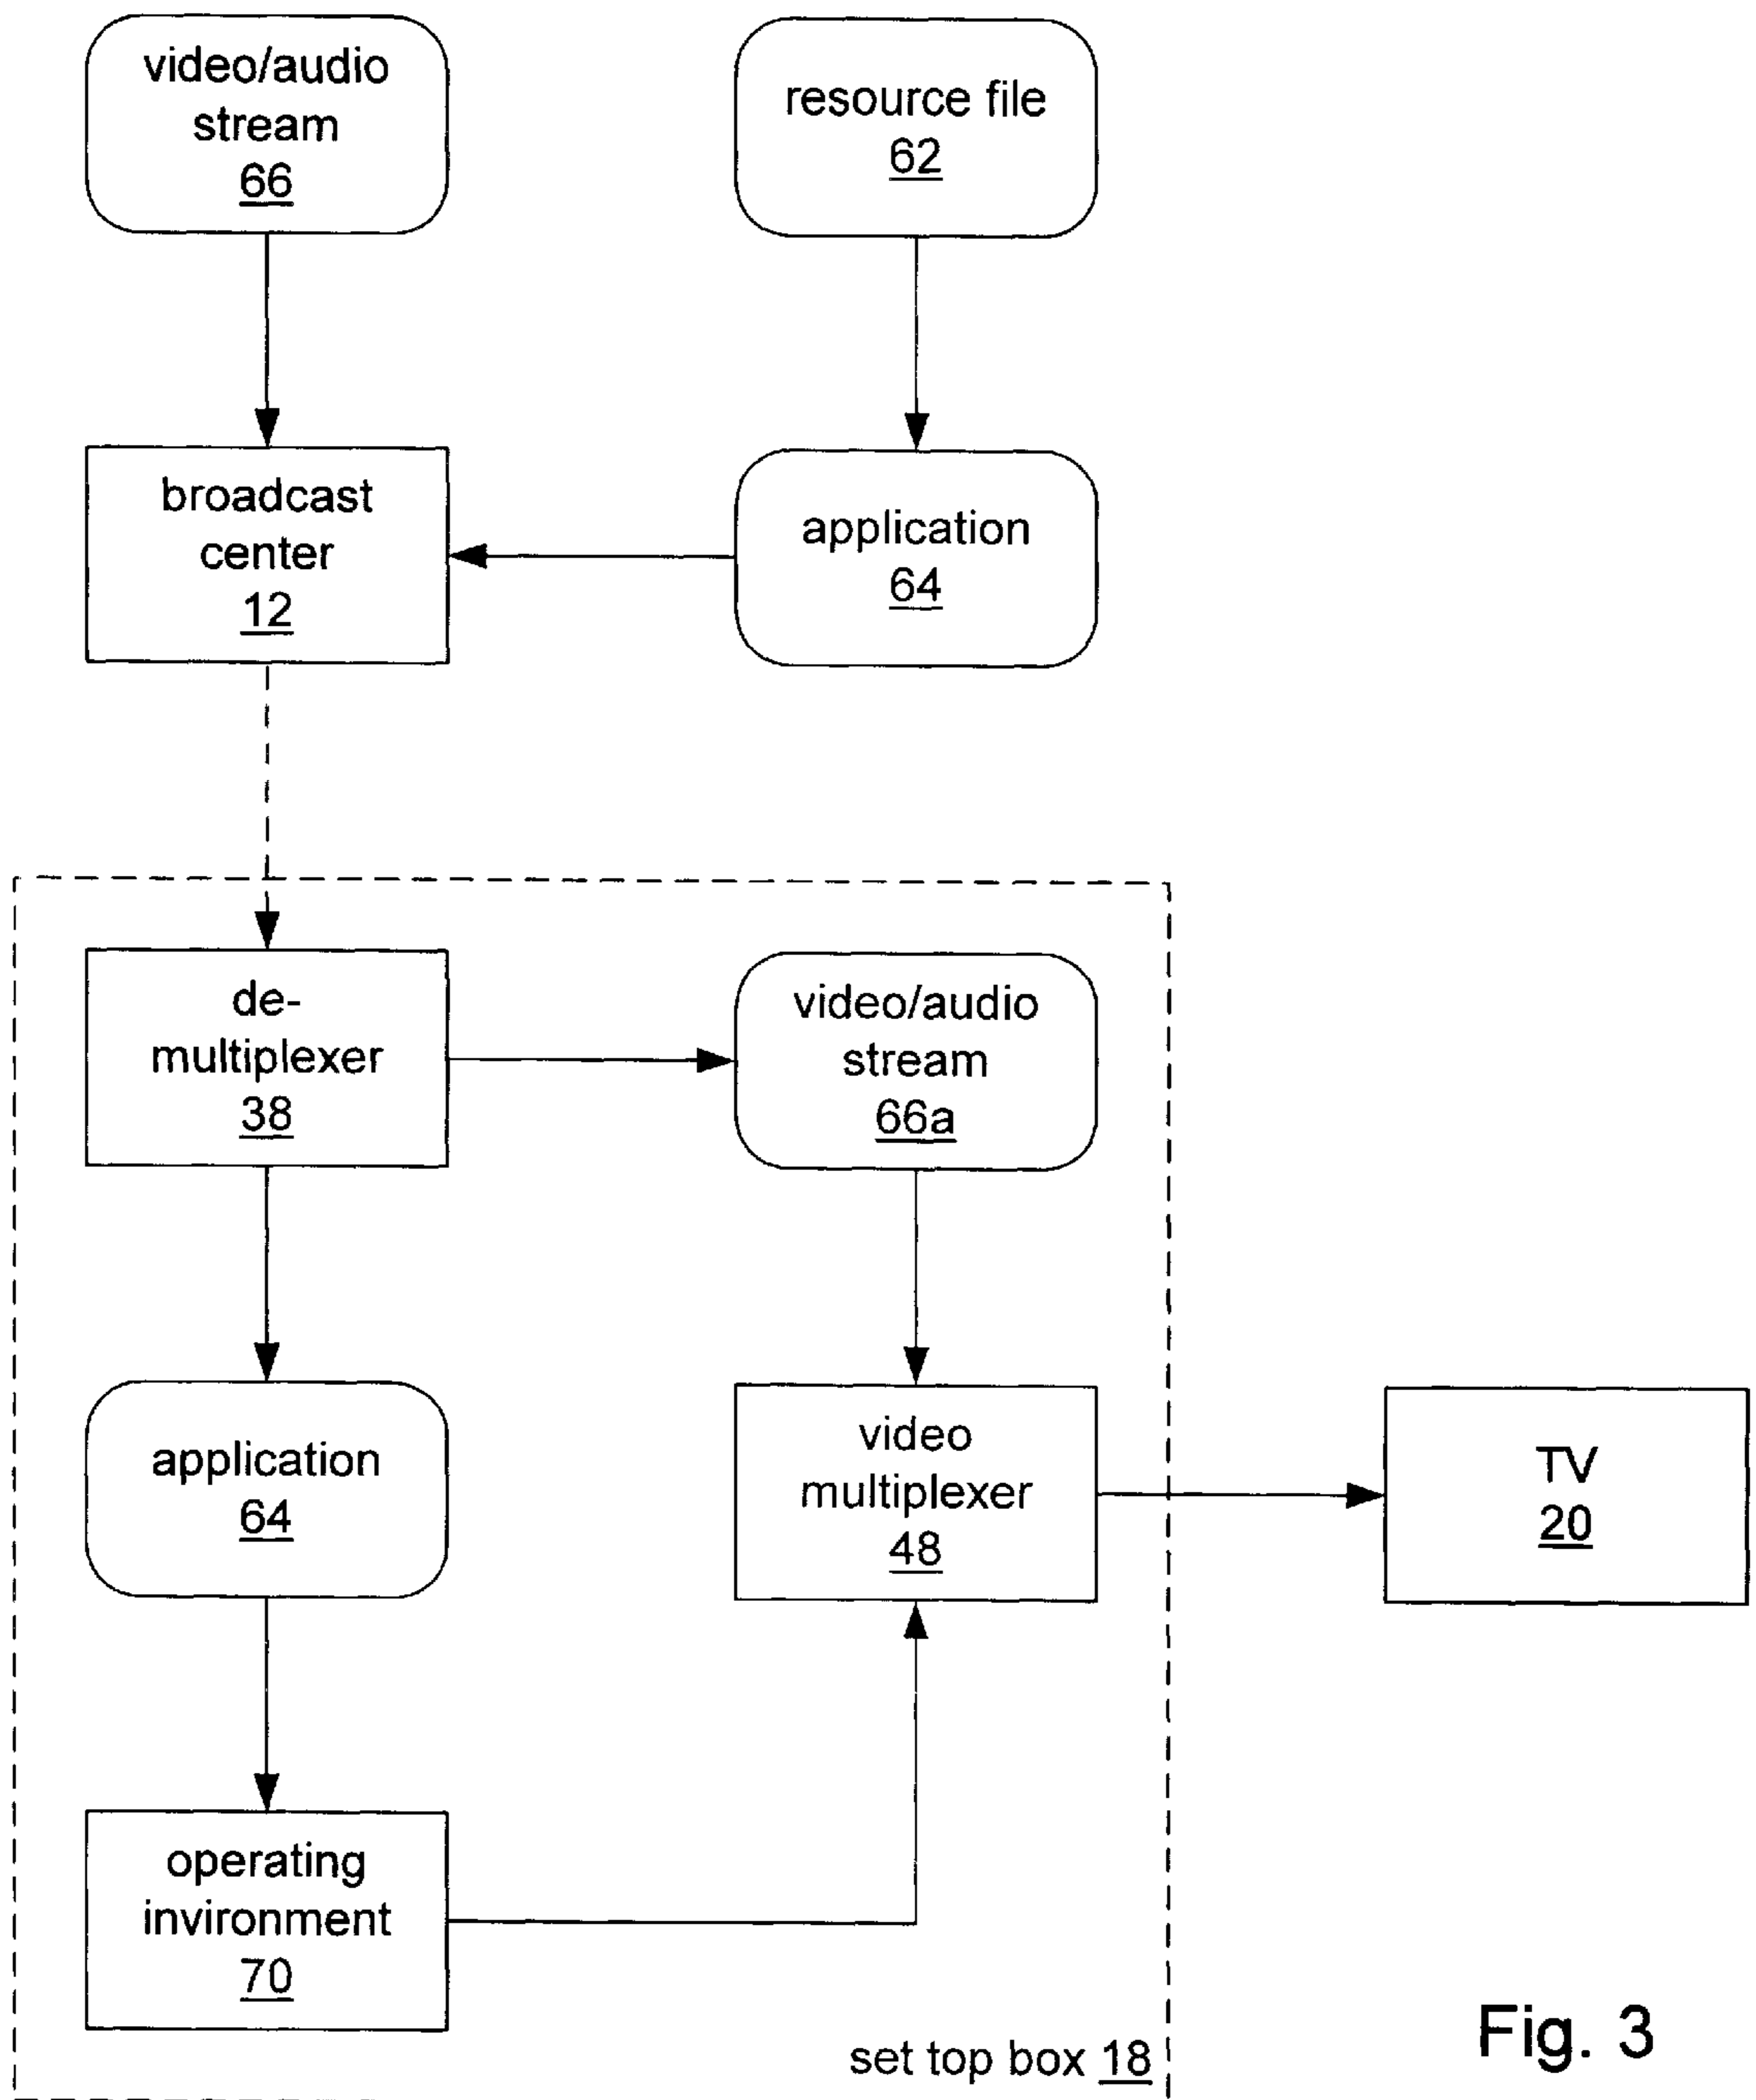 video/audio
stream
66
resource file
62
broadcast
center
12
application
64
de-
multiplexer
38
video/audio
stream
66a
application
64
video
multiplexer
48
TV
20
operating
invironment
70
set top box 18
Fig. 3